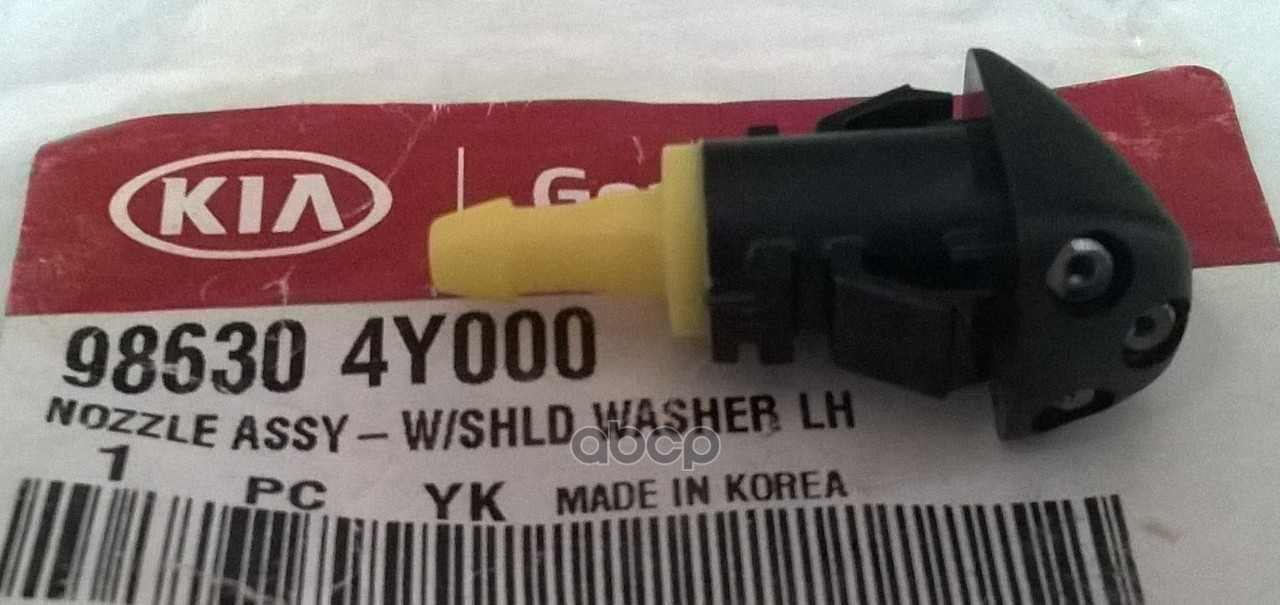 KIA
98630 4Y000
NOZZLE ASSY – W/SHLD WASHER LH
1 PC YK MADE IN KOREA
abcp